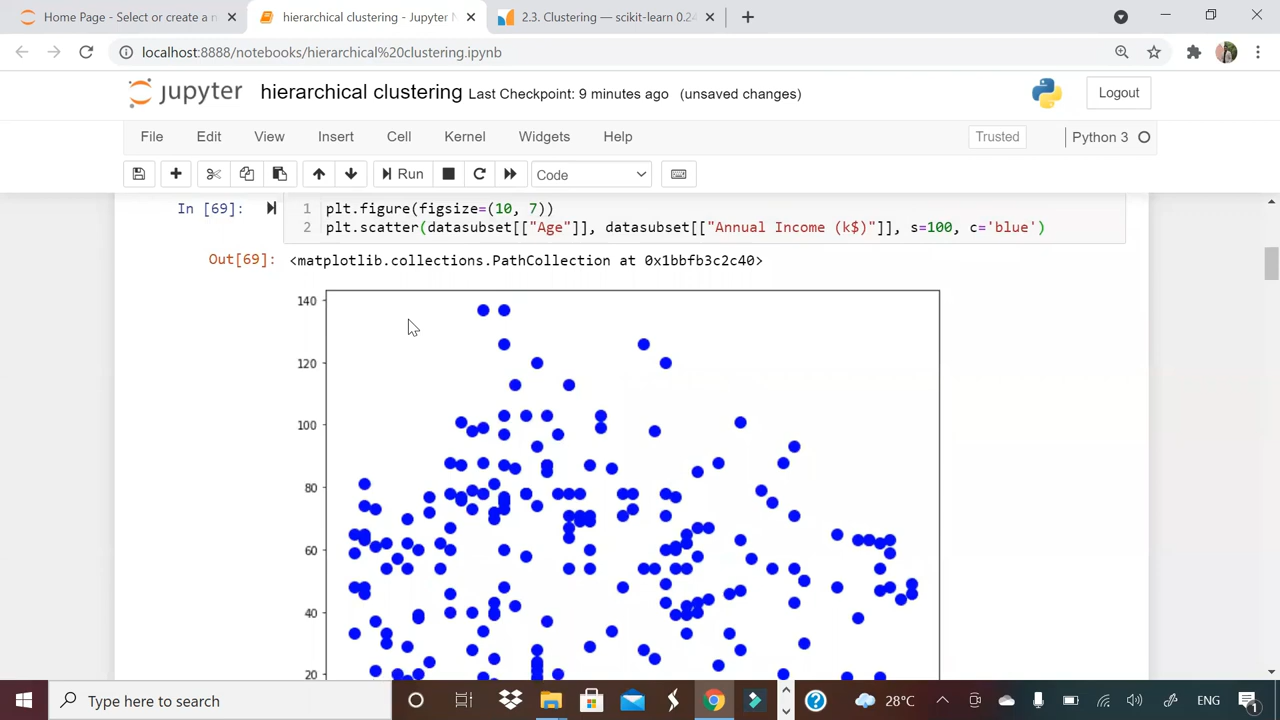 Home Page - Select or create a n
hierarchical clustering - Jupyter N
2.3. Clustering — scikit-learn 0.24
localhost:8888/notebooks/hierarchical%20clustering.ipynb
jupyter hierarchical clustering Last Checkpoint: 9 minutes ago (unsaved changes)
Logout
File Edit View Insert Cell Kernel Widgets Help
Trusted
Python 3
Run
Code
In [69]:
1 plt.figure(figsize=(10, 7))
2 plt.scatter(datasubset[["Age"]], datasubset[["Annual Income (k$)"]], s=100, c='blue')
Out[69]: <matplotlib.collections.PathCollection at 0x1bbfb3c2c40>
140
120
100
80
60
40
20
Type here to search
28°C
ENG
9:00
1